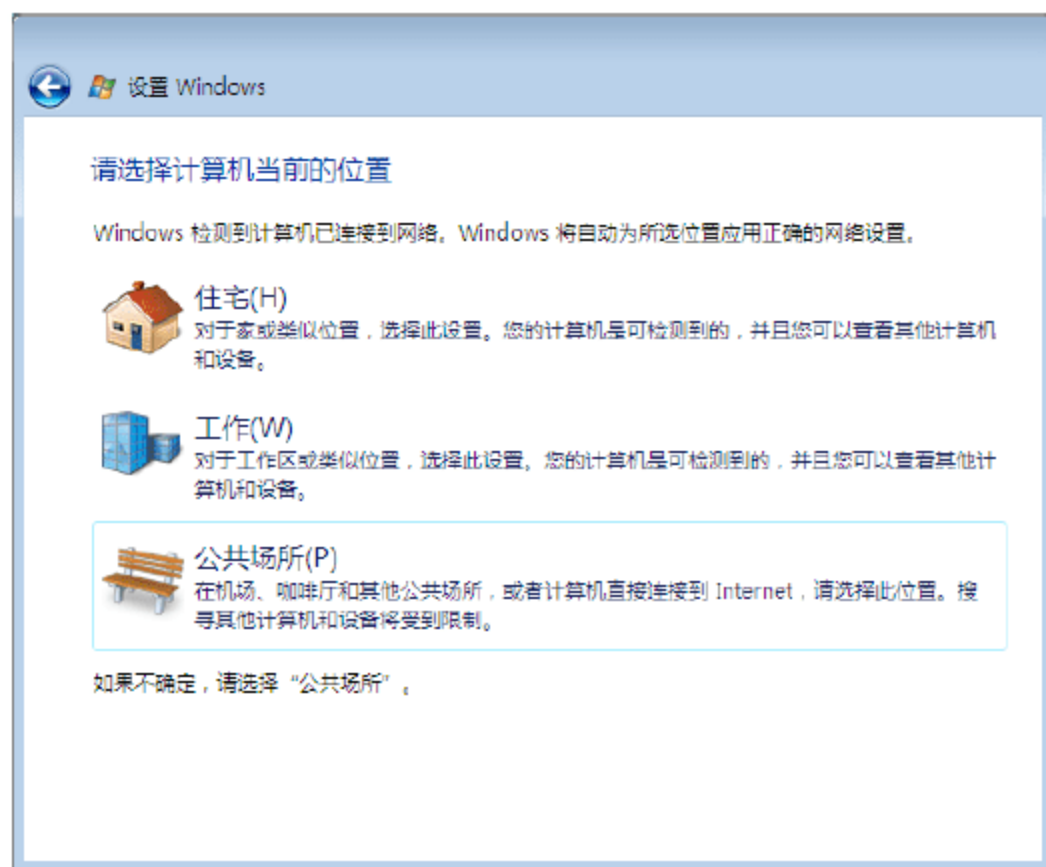 设置 Windows
请选择计算机当前的位置
Windows 检测到计算机已连接到网络。Windows 将自动为所选位置应用正确的网络设置。
住宅(H)
对于家或类似位置，选择此设置。您的计算机是可检测到的，并且您可以查看其他计算机
和设备。
工作(W)
对于工作区或类似位置，选择此设置。您的计算机是可检测到的，并且您可以查看其他计
算机和设备。
公共场所(P)
在机场、咖啡厅和其他公共场所，或者计算机直接连接到 Internet，请选择此位置。搜
寻其他计算机和设备将受到限制。
如果不确定，请选择“公共场所”。